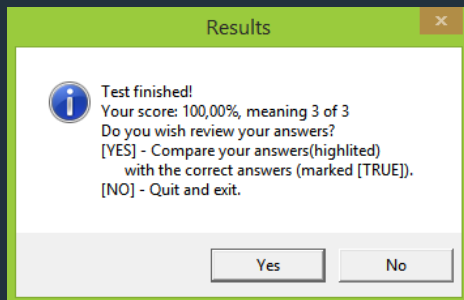 Results
Test finished!
Your score: 100,00%, meaning 3 of 3
Do you wish review your answers?
[YES] - Compare your answers(highlited)
with the correct answers (marked [TRUE]).
[NO] - Quit and exit.
Yes
No